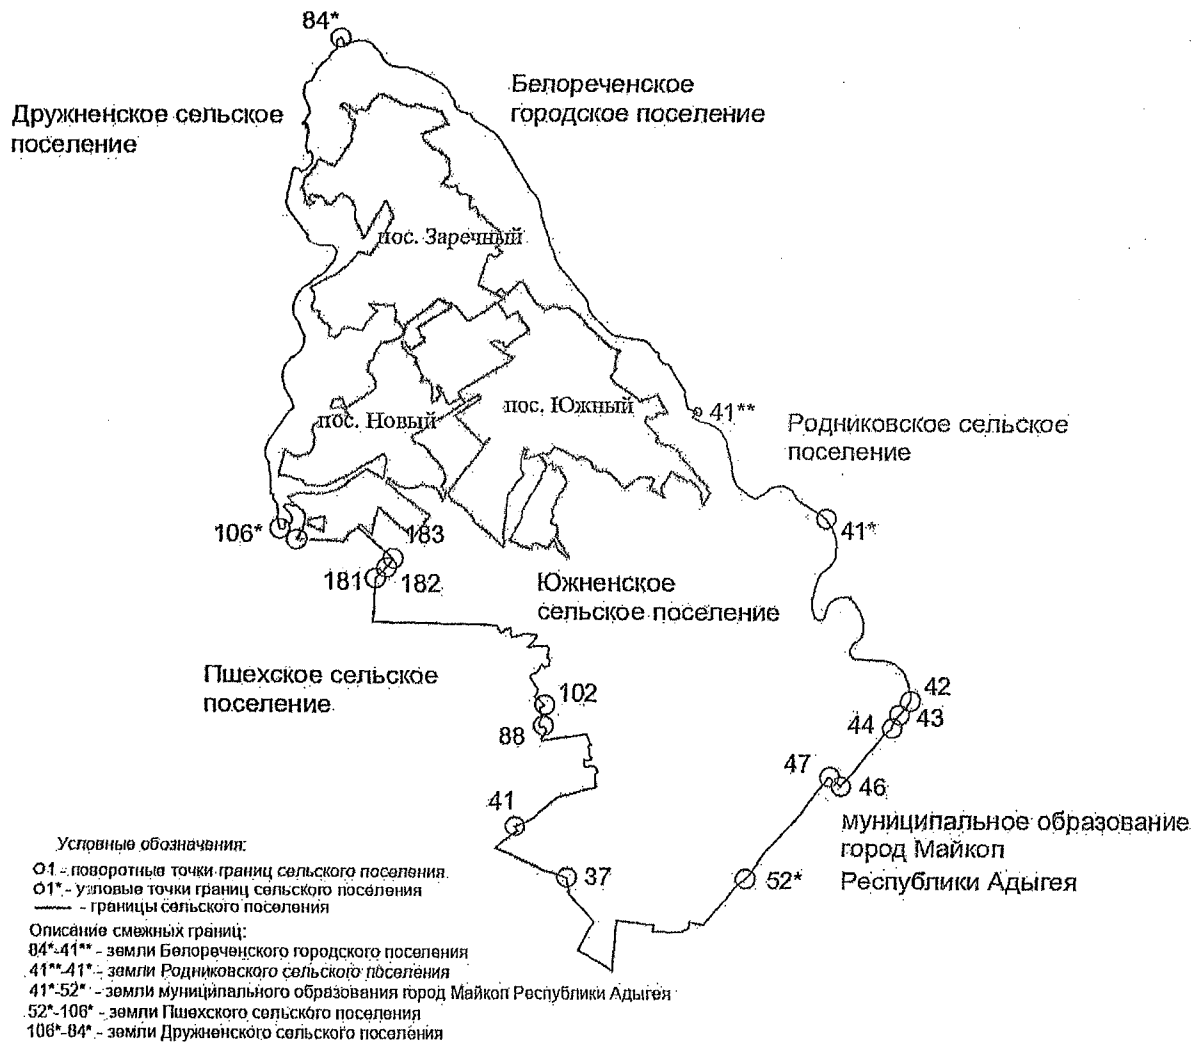 84*
Белореченское
городское поселение
Дружненское сельское
поселение
пос. Заречный
пос. Новый
пос. Южный
41**
Родниковское сельское
поселение
41*
106*
183
181
182
Южненское
сельское поселение
Пшехское сельское
поселение
102
88
42
43
44
47
46
41
муниципальное образование
город Майкоп
Республики Адыгея
37
52*
Условные обозначения:
О1 - поворотные точки границ сельского поселения
О1* - узловые точки границ сельского поселения
- границы сельского поселения
Описание смежных границ:
84*-41** - земли Белореченского городского поселения
41**-41* - земли Родниковского сельского поселения
41*-52* - земли муниципального образования город Майкоп Республики Адыгея
52*-106* - земли Пшехского сельского поселения
106*-84* - земли Дружненского сельского поселения